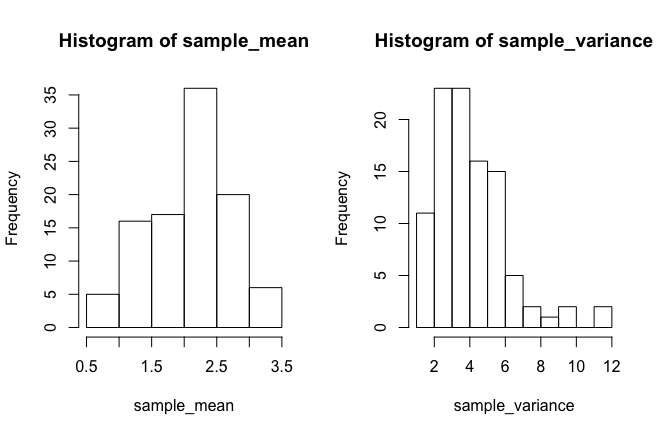 Histogram of sample_mean
Frequency
0 5 10 15 20 25 30 35
0.5 1.5 2.5 3.5
sample_mean
Histogram of sample_variance
Frequency
0 5 10 15 20
2 4 6 8 10 12
sample_variance